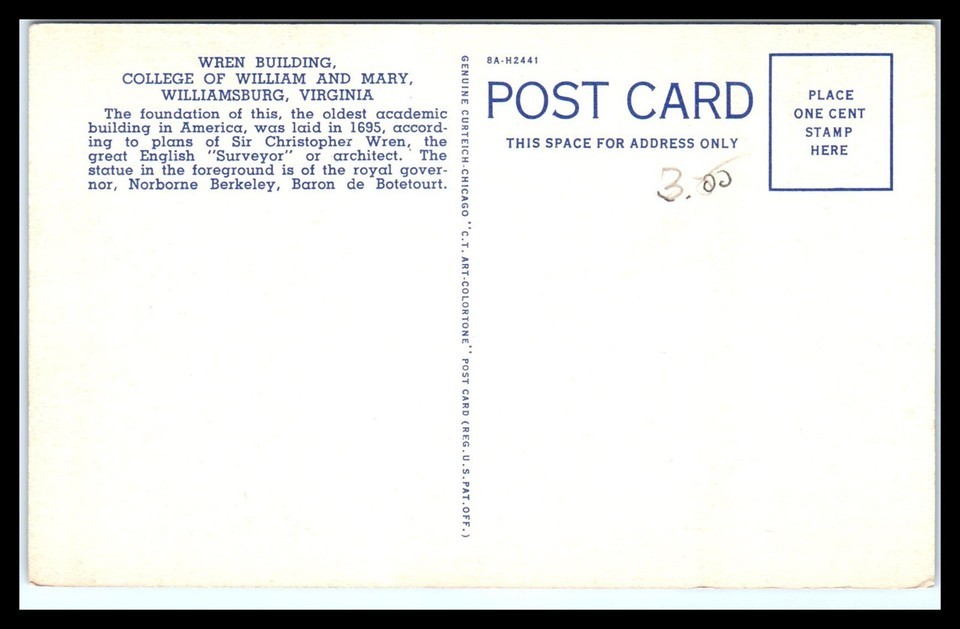 WREN BUILDING,
COLLEGE OF WILLIAM AND MARY,
WILLIAMSBURG, VIRGINIA
The foundation of this, the oldest academic
building in America, was laid in 1695, accord-
ing to plans of Sir Christopher Wren, the
great English "Surveyor" or architect. The
statue in the foreground is of the royal gover-
nor, Norborne Berkeley, Baron de Botetourt.
GENUINE CURTEICH-CHICAGO "C.T. ART-COLORTONE" POST CARD (REG.U.S.PAT.OFF.)
8A-H2441
POST CARD
THIS SPACE FOR ADDRESS ONLY
3.00
PLACE
ONE CENT
STAMP
HERE